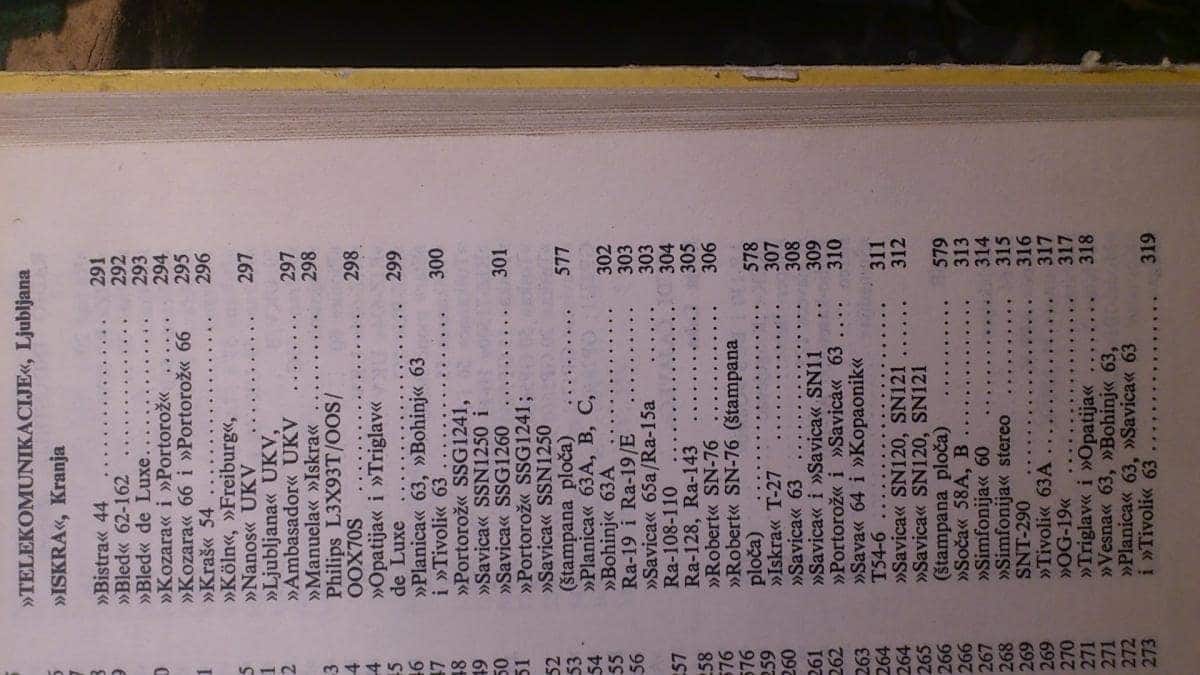 »TELEKOMUNIKACIJE«, Ljubljana
»ISKRA«, Kranja
»Bistra« 44 .................... 291
»Bled« 62-162 .................... 292
»Bled« de Luxe .................... 293
»Kozara« i »Portorož« ........ 294
»Kozara« 66 i »Portorož« 66 295
»Kraš« 54 .................... 296
»Köln«, »Freiburg«,
»Nanos« UKV .................... 297
»Ljubljana« UKV,
»Ambasador« UKV .......... 297
»Manuela« »Iskra« .......... 298
Philips L3X93T/OOS/
OOX70S .................... 298
»Opatija« i »Triglav«
de Luxe .................... 299
»Planica« 63, »Bohinj« 63
i »Tivoli« 63 .................... 300
»Portorož« SSG1241,
»Savica« SSN1250 i
»Savica« SSG1260 .......... 301
»Portorož« SSG1241;
»Savica« SSN1250
(štampana ploča) .......... 577
»Planica« 63A, B, C,
»Bohinj« 63A .................... 302
Ra-19 i Ra-19/E .......... 303
»Savica« 65a/Ra-15a ...... 303
Ra-108-110 .................... 304
Ra-128, Ra-143 .......... 305
»Robert« SN-76 .......... 306
»Robert« SN-76 (štampana
ploča) .................... 578
»Iskra« T-27 .......... 307
»Savica« 63 .................... 308
»Savica« i »Savica« SN11 309
»Portorož« i »Savica« 63 .... 310
»Sava« 64 i »Kopaonik«
T54-6 .................... 311
»Savica« SN120, SN121 ...... 312
»Savica« SN120, SN121
(štampana ploča) .......... 579
»Soča« 58A, B .......... 313
»Simfonija« 60 .......... 314
»Simfonija« stereo .......... 315
SNT-290 .................... 316
»Tivoli« 63A .................... 317
»OG-19« .................... 317
»Triglav« i »Opatija« ........ 318
»Vesna« 63, »Bohinj« 63,
»Planica« 63, »Savica« 63
i »Tivoli« 63 .................... 319